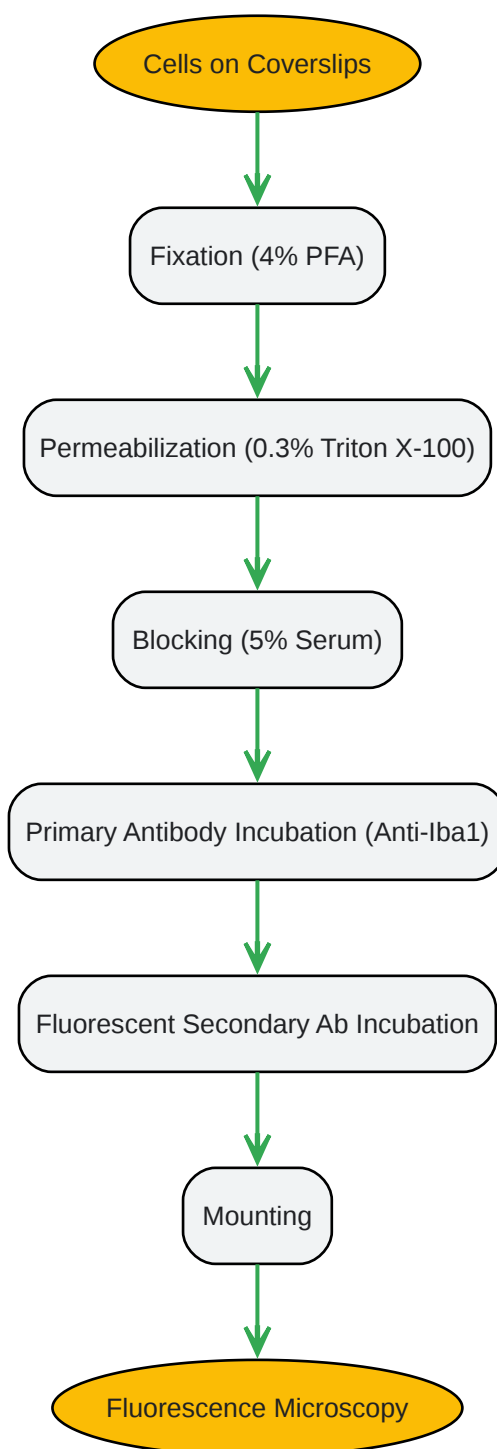 Cells on Coverslips
Fixation (4% PFA)
Permeabilization (0.3% Triton X-100)
Blocking (5% Serum)
Primary Antibody Incubation (Anti-Iba1)
Fluorescent Secondary Ab Incubation
Mounting
Fluorescence Microscopy